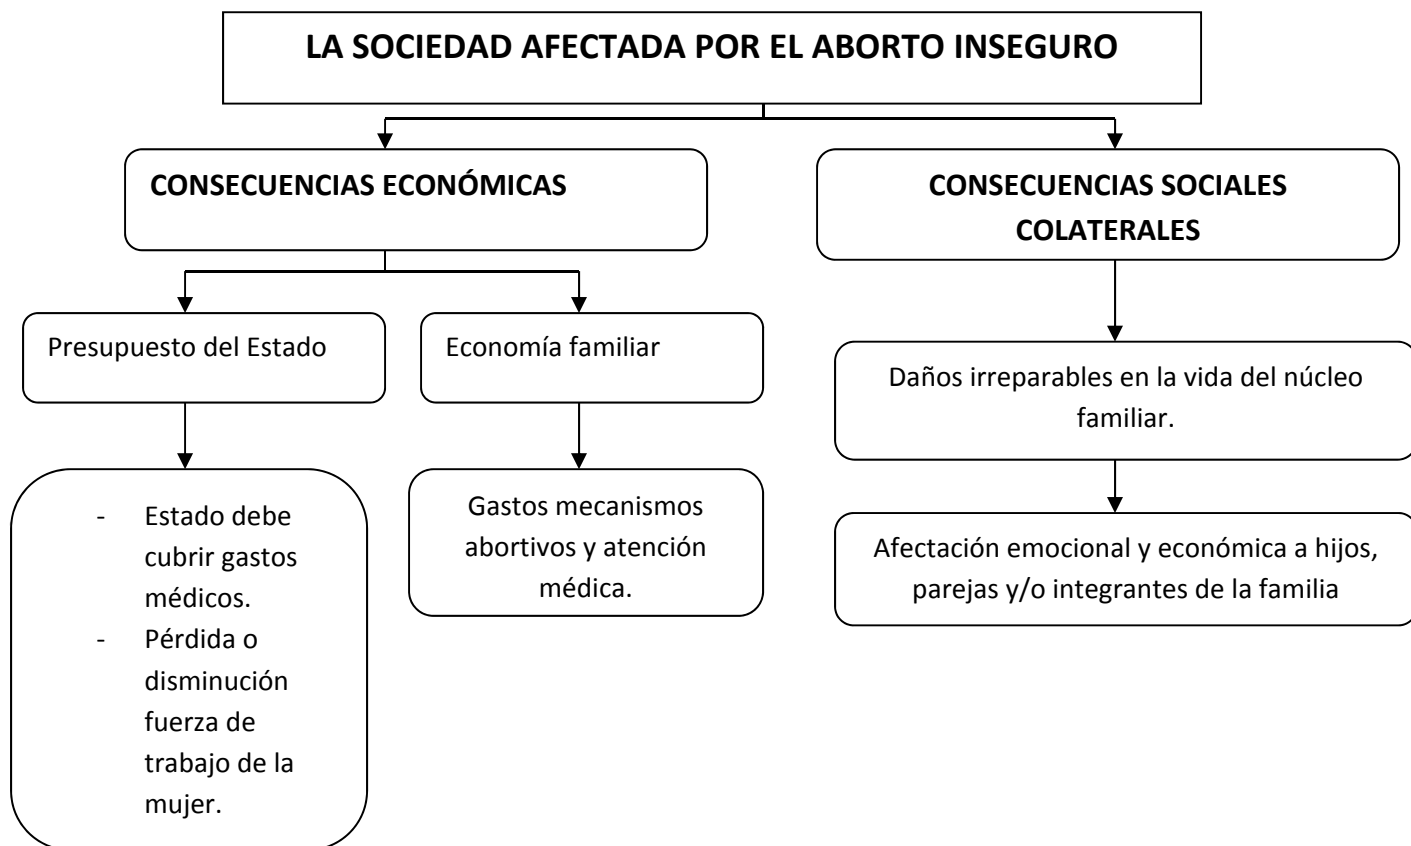 LA SOCIEDAD AFECTADA POR EL ABORTO INSEGURO
CONSECUENCIAS ECONÓMICAS
CONSECUENCIAS SOCIALES
COLATERALES
Presupuesto del Estado
Economía familiar
Daños irreparables en la vida del núcleo
familiar.
- Estado debe
cubrir gastos
médicos.
- Pérdida o
disminución
fuerza de
trabajo de la
mujer.
Gastos mecanismos
abortivos y atención
médica.
Afectación emocional y económica a hijos,
parejas y/o integrantes de la familia